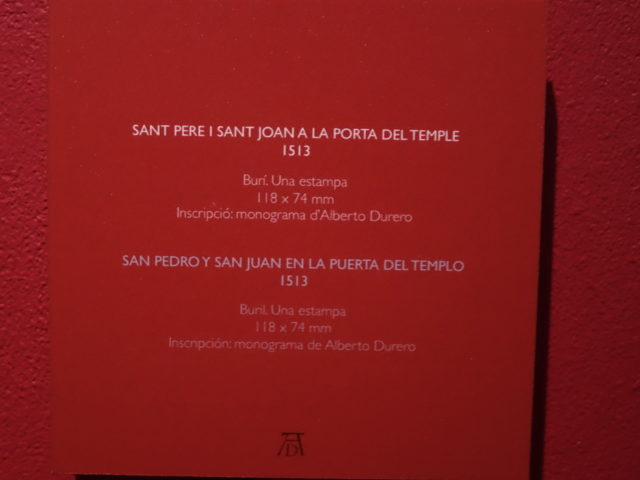 SANT PERE I SANT JOAN A LA PORTA DEL TEMPLE
1513
Burí. Una estampa
118 x 74 mm
Inscripció: monograma d'Alberto Durero
SAN PEDRO Y SAN JUAN EN LA PUERTA DEL TEMPLO
1513
Buril. Una estampa
118 x 74 mm
Inscripción: monograma de Alberto Durero
AD